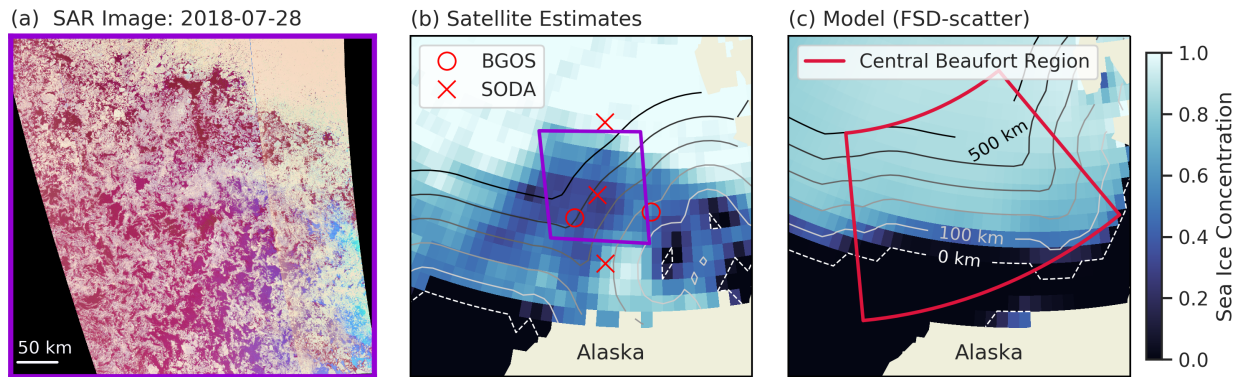 (a) SAR Image: 2018-07-28
50 km
(b) Satellite Estimates
BGOS
SODA
Alaska
(c) Model (FSD-scatter)
Central Beaufort Region
500 km
100 km
0 km
Alaska
1.0
0.8
0.6
0.4
0.2
0.0
Sea Ice Concentration